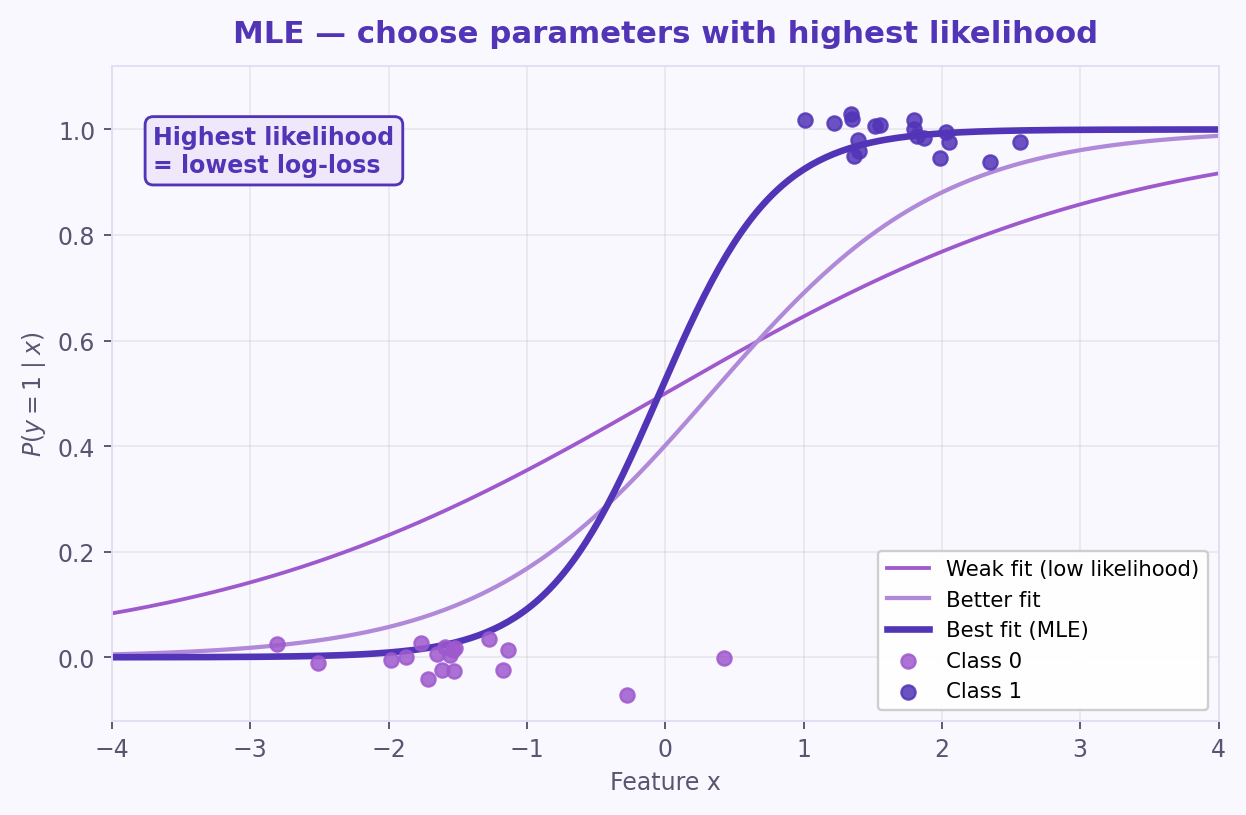 MLE — choose parameters with highest likelihood
Highest likelihood
= lowest log-loss
1.0
0.8
0.6
0.4
0.2
0.0
P(y = 1 | x)
−4
−3
−2
−1
0
1
2
3
4
Feature x
Weak fit (low likelihood)
Better fit
Best fit (MLE)
Class 0
Class 1